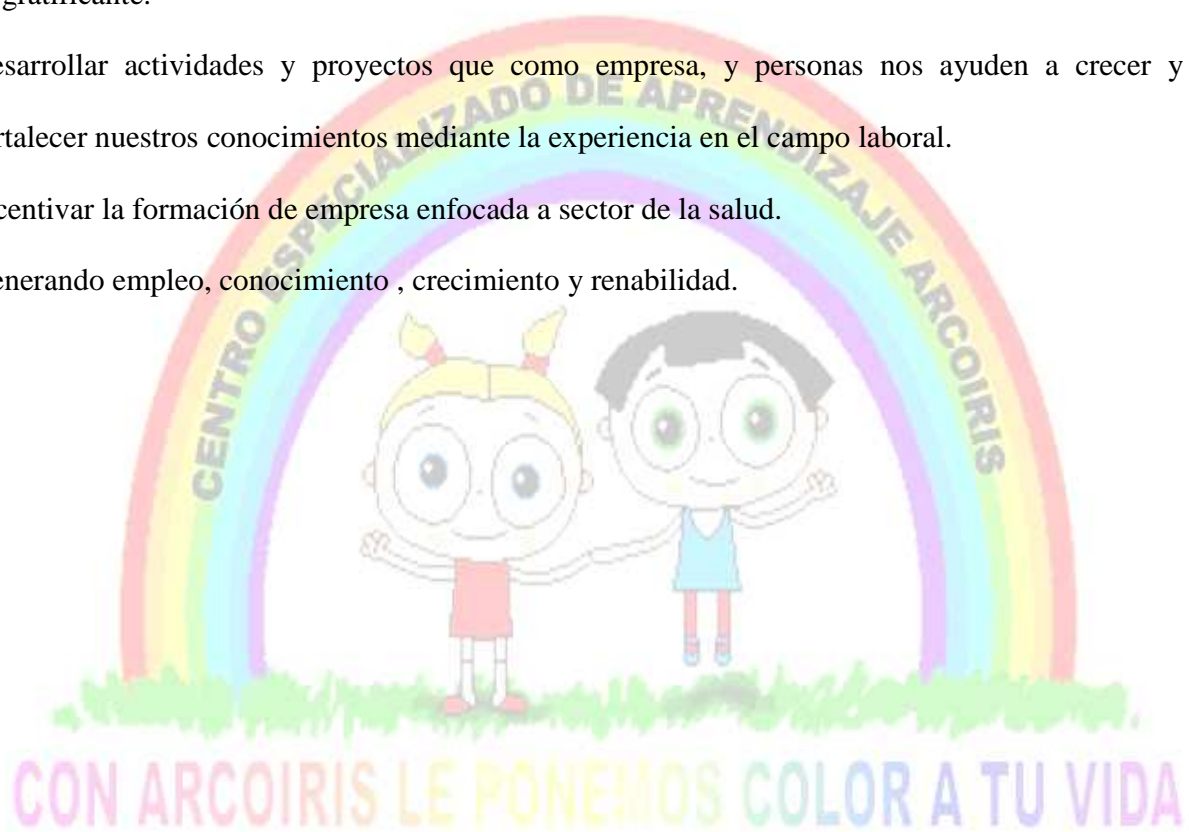 gratificante.
esarrollar actividades y proyectos que como empresa, y personas nos ayuden a crecer y
rtalecer nuestros conocimientos mediante la experiencia en el campo laboral.
centivar la formación de empresa enfocada a sector de la salud.
enerando empleo, conocimiento , crecimiento y renabilidad.
CENTRO ESPECIALIZADO DE APRENDIZAJE ARCOIRIS
CON ARCOIRIS LE PONEMOS COLOR A TU VIDA